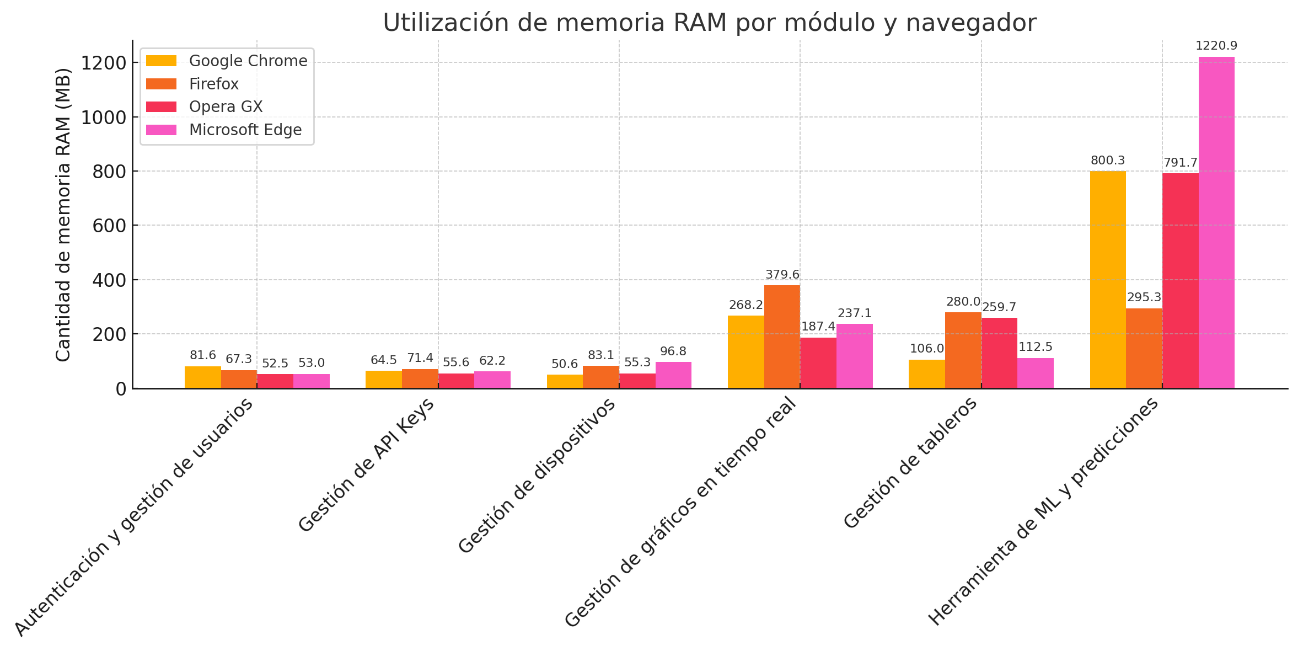 Utilización de memoria RAM por módulo y navegador
Cantidad de memoria RAM (MB)
1200
1000
800
600
400
200
0
Google Chrome
Firefox
Opera GX
Microsoft Edge
81.6 67.3 52.5 53.0
64.5 71.4 55.6 62.2
50.6 83.1 55.3 96.8
268.2 379.6 187.4 237.1
106.0 280.0 259.7 112.5
800.3 295.3 791.7 1220.9
Autenticación y gestión de usuarios
Gestión de API Keys
Gestión de dispositivos
Gestión de gráficos en tiempo real
Gestión de tableros
Herramienta de ML y predicciones